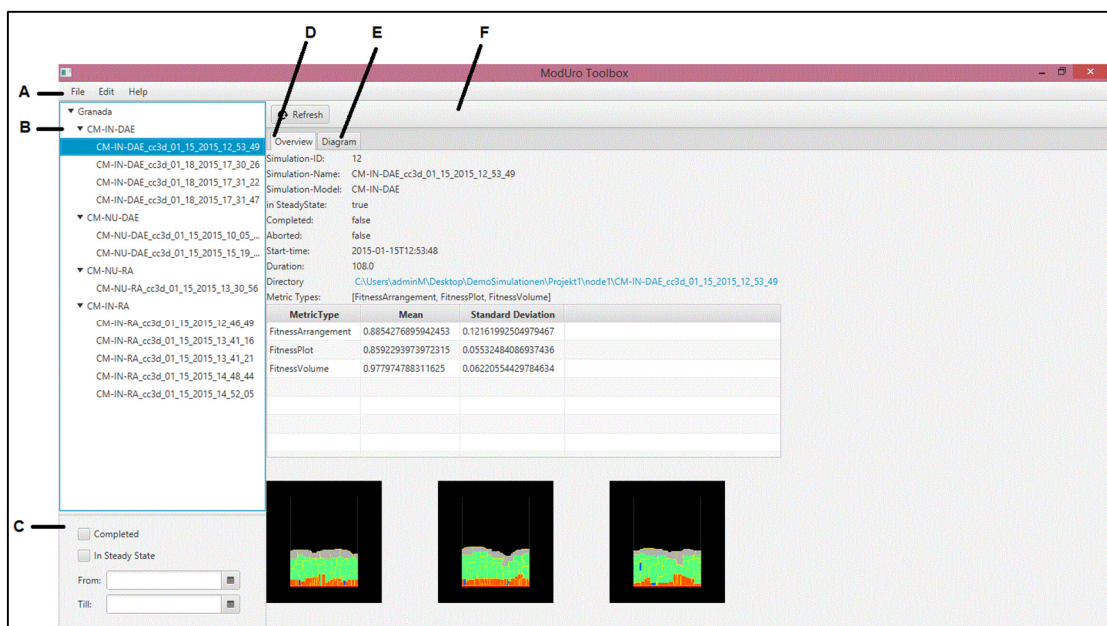 D E F
ModUro Toolbox
A
File Edit Help
B
Granada
CM-IN-DAE
CM-IN-DAE_cc3d_01_15_2015_12_53_49
CM-IN-DAE_cc3d_01_18_2015_17_30_26
CM-IN-DAE_cc3d_01_18_2015_17_31_22
CM-IN-DAE_cc3d_01_18_2015_17_31_47
CM-NU-DAE
CM-NU-DAE_cc3d_01_15_2015_10_05_...
CM-NU-DAE_cc3d_01_15_2015_15_19_...
CM-NU-RA
CM-NU-RA_cc3d_01_15_2015_13_30_56
CM-IN-RA
CM-IN-RA_cc3d_01_15_2015_12_46_49
CM-IN-RA_cc3d_01_15_2015_13_41_16
CM-IN-RA_cc3d_01_15_2015_13_41_21
CM-IN-RA_cc3d_01_15_2015_14_48_44
CM-IN-RA_cc3d_01_15_2015_14_52_05
C
Completed
In Steady State
From:
Till:
Refresh
Overview Diagram
Simulation-ID: 12
Simulation-Name: CM-IN-DAE_cc3d_01_15_2015_12_53_49
Simulation-Model: CM-IN-DAE
in SteadyState: true
Completed: false
Aborted: false
Start-time: 2015-01-15T12:53:48
Duration: 108.0
Directory C:\Users\adminM\Desktop\DemoSimulationen\Projekt1\node1\CM-IN-DAE_cc3d_01_15_2015_12_53_49
Metric Types: [FitnessArrangement, FitnessPlot, FitnessVolume]
MetricType Mean Standard Deviation
FitnessArrangement 0.8854276895942453 0.12161992504979467
FitnessPlot 0.8592293973972315 0.05532484086937436
FitnessVolume 0.977974788311625 0.06220554429784634